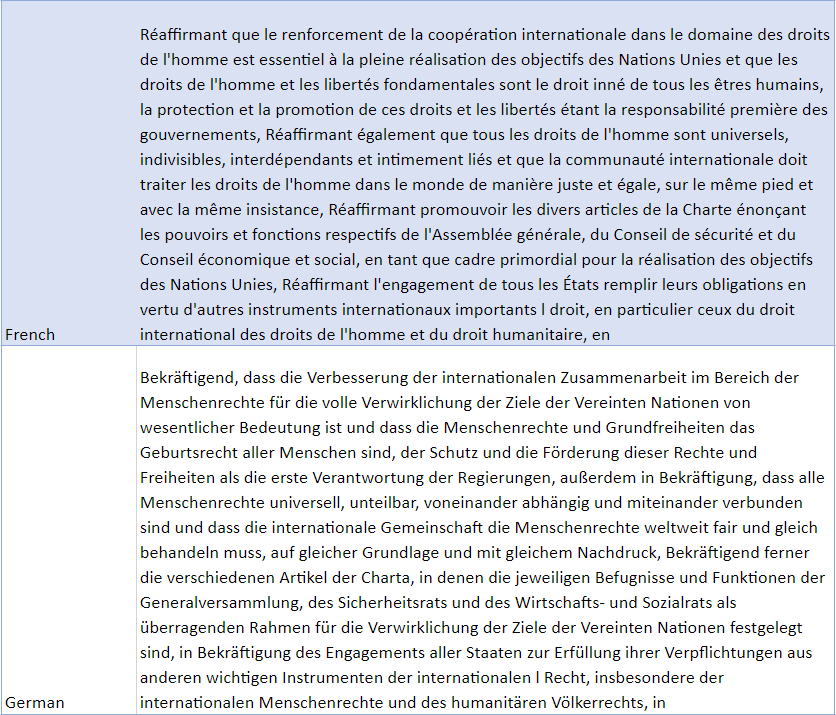 Réaffirmant que le renforcement de la coopération internationale dans le domaine des droits
de l'homme est essentiel à la pleine réalisation des objectifs des Nations Unies et que les
droits de l'homme et les libertés fondamentales sont le droit inné de tous les êtres humains,
la protection et la promotion de ces droits et les libertés étant la responsabilité première des
gouvernements, Réaffirmant également que tous les droits de l'homme sont universels,
indivisibles, interdépendants et intimement liés et que la communauté internationale doit
traiter les droits de l'homme dans le monde de manière juste et égale, sur le même pied et
avec la même insistance, Réaffirmant promouvoir les divers articles de la Charte énonçant
les pouvoirs et fonctions respectifs de l'Assemblée générale, du Conseil de sécurité et du
Conseil économique et social, en tant que cadre primordial pour la réalisation des objectifs
des Nations Unies, Réaffirmant l'engagement de tous les États remplir leurs obligations en
vertu d'autres instruments internationaux importants l droit, en particulier ceux du droit
French international des droits de l'homme et du droit humanitaire, en
Bekräftigend, dass die Verbesserung der internationalen Zusammenarbeit im Bereich der
Menschenrechte für die volle Verwirklichung der Ziele der Vereinten Nationen von
wesentlicher Bedeutung ist und dass die Menschenrechte und Grundfreiheiten das
Geburtsrecht aller Menschen sind, der Schutz und die Förderung dieser Rechte und
Freiheiten als die erste Verantwortung der Regierungen, außerdem in Bekräftigung, dass alle
Menschenrechte universell, unteilbar, voneinander abhängig und miteinander verbunden
sind und dass die internationale Gemeinschaft die Menschenrechte weltweit fair und gleich
behandeln muss, auf gleicher Grundlage und mit gleichem Nachdruck, Bekräftigend ferner
die verschiedenen Artikel der Charta, in denen die jeweiligen Befugnisse und Funktionen der
Generalversammlung, des Sicherheitsrats und des Wirtschafts- und Sozialrats als
überragenden Rahmen für die Verwirklichung der Ziele der Vereinten Nationen festgelegt
sind, in Bekräftigung des Engagements aller Staaten zur Erfüllung ihrer Verpflichtungen aus
anderen wichtigen Instrumenten der internationalen l Recht, insbesondere der
German internationalen Menschenrechte und des humanitären Völkerrechts, in